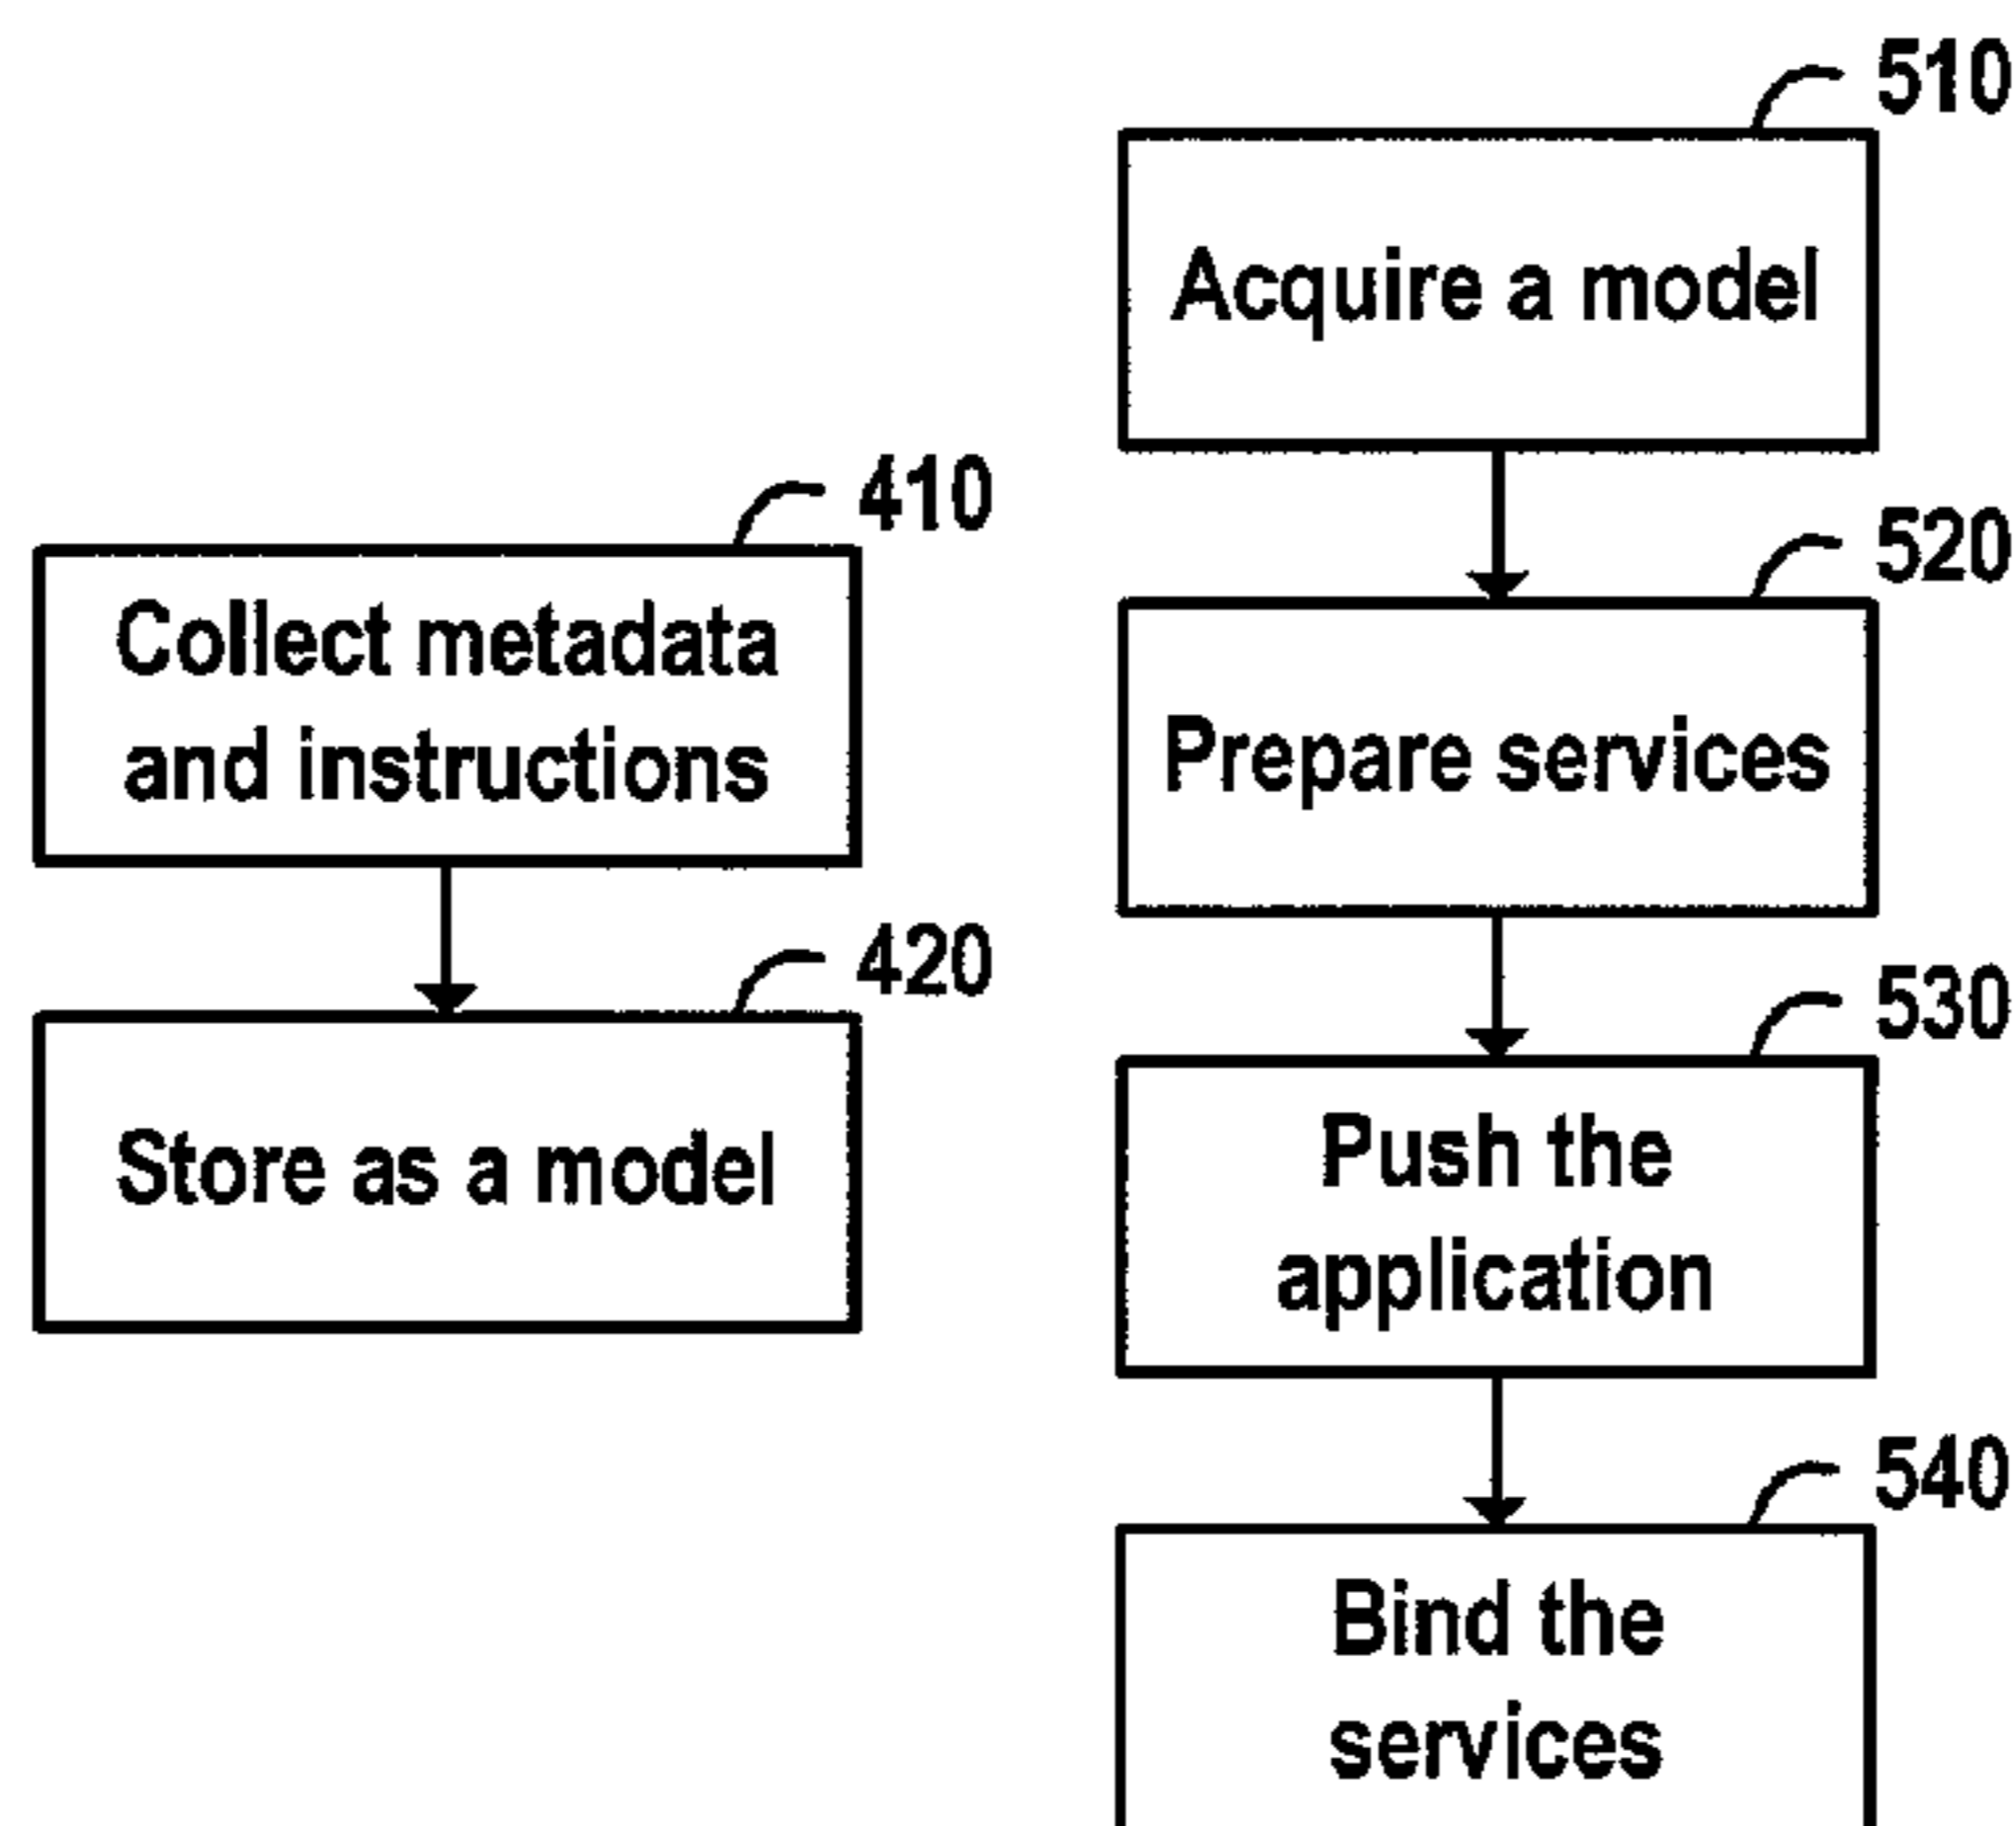 410
Collect metadata
and instructions
420
Store as a model
510
Acquire a model
520
Prepare services
530
Push the
application
540
Bind the
services